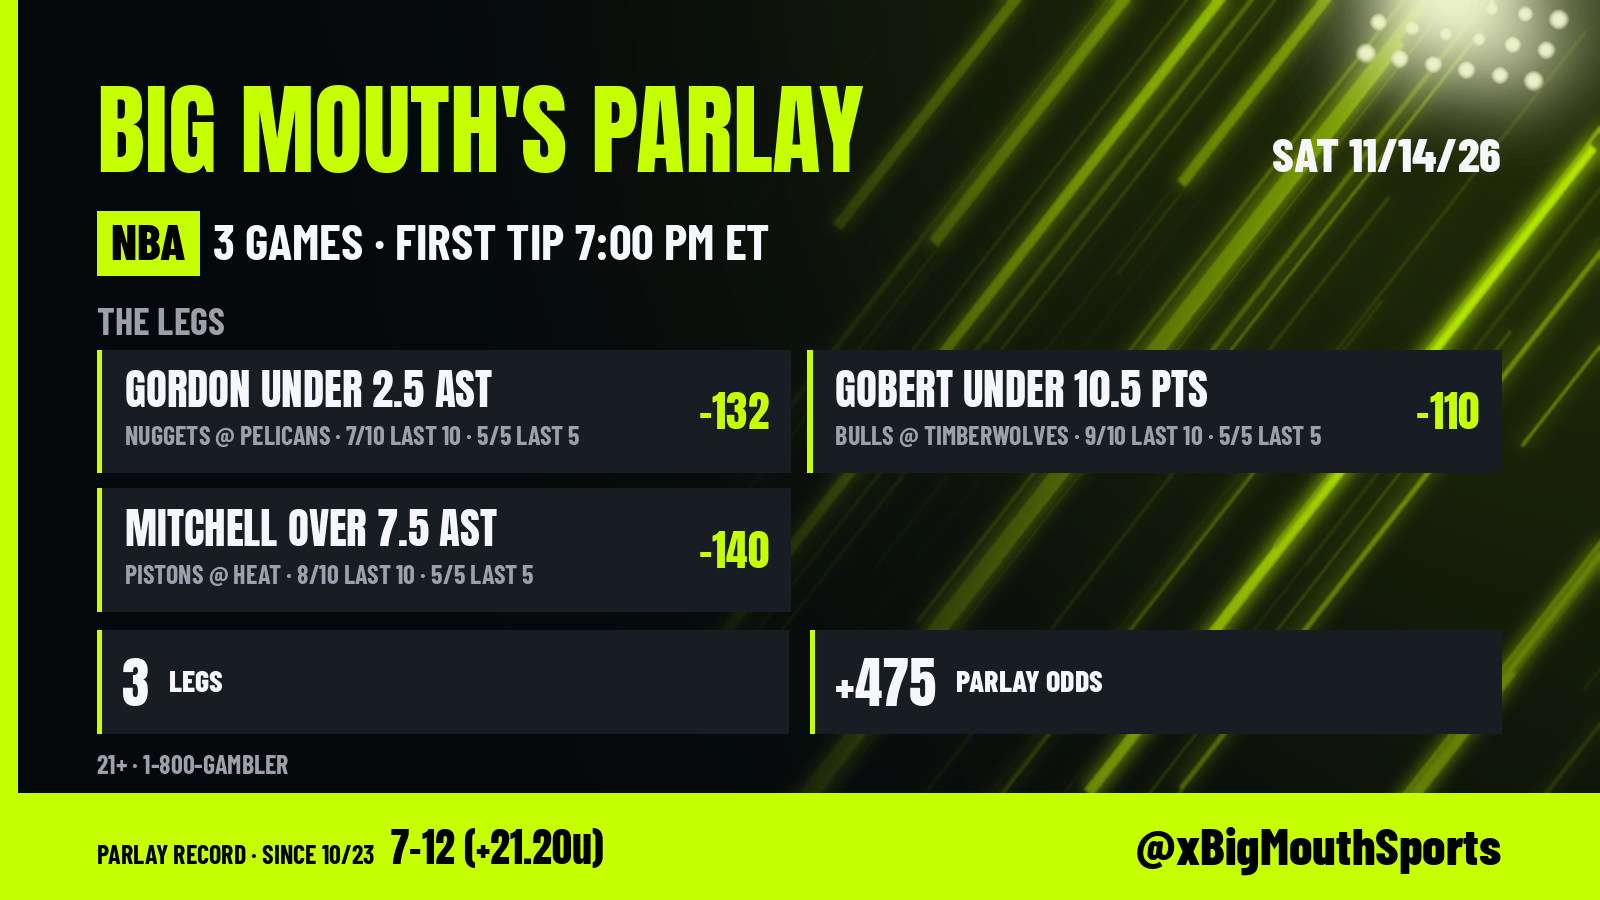 BIG MOUTH'S PARLAY
SAT 11/14/26
NBA 3 GAMES · FIRST TIP 7:00 PM ET
THE LEGS
GORDON UNDER 2.5 AST
NUGGETS @ PELICANS · 7/10 LAST 10 · 5/5 LAST 5
-132
GOBERT UNDER 10.5 PTS
BULLS @ TIMBERWOLVES · 9/10 LAST 10 · 5/5 LAST 5
-110
MITCHELL OVER 7.5 AST
PISTONS @ HEAT · 8/10 LAST 10 · 5/5 LAST 5
-140
3 LEGS
+475 PARLAY ODDS
21+ · 1-800-GAMBLER
PARLAY RECORD · SINCE 10/23 7-12 (+21.20u)
@xBigMouthSports